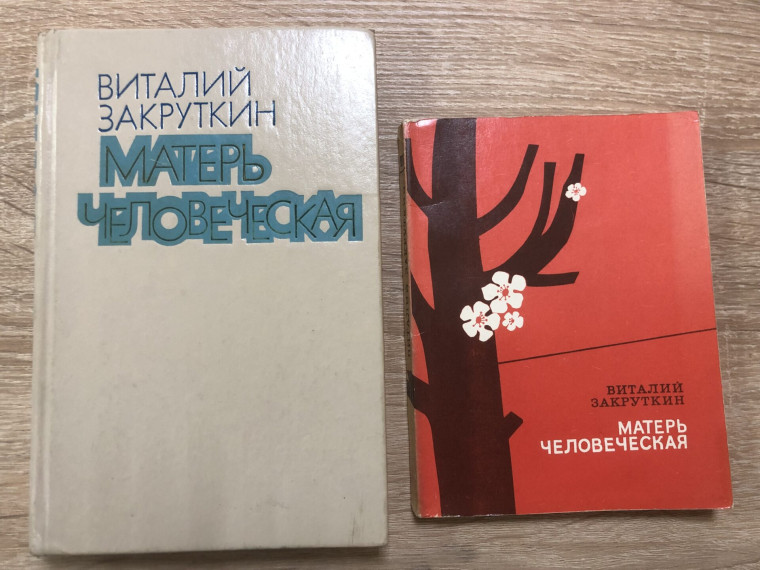 ВИТАЛИЙ
ЗАКРУТКИН
МАТЕРЬ
ЧЕЛОВЕЧЕСКАЯ
ВИТАЛИЙ
ЗАКРУТКИН
МАТЕРЬ
ЧЕЛОВЕЧЕСКАЯ